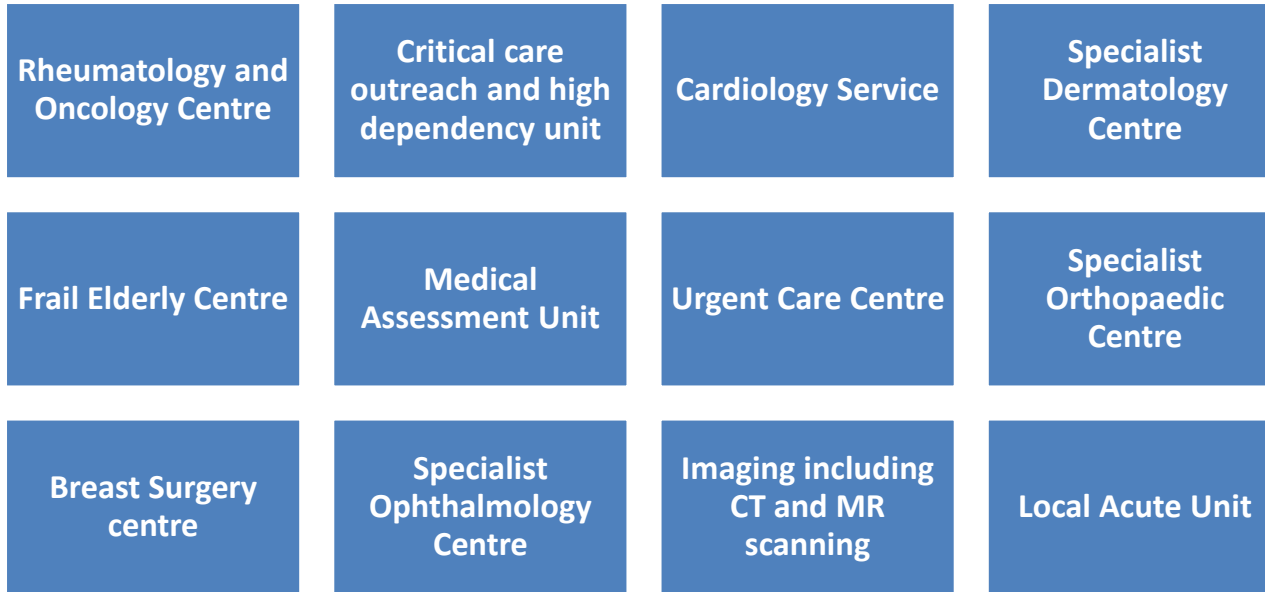 Rheumatology and
Oncology Centre
Critical care
outreach and high
dependency unit
Cardiology Service
Specialist
Dermatology
Centre
Frail Elderly Centre
Medical
Assessment Unit
Urgent Care Centre
Specialist
Orthopaedic
Centre
Breast Surgery
centre
Specialist
Ophthalmology
Centre
Imaging including
CT and MR
scanning
Local Acute Unit